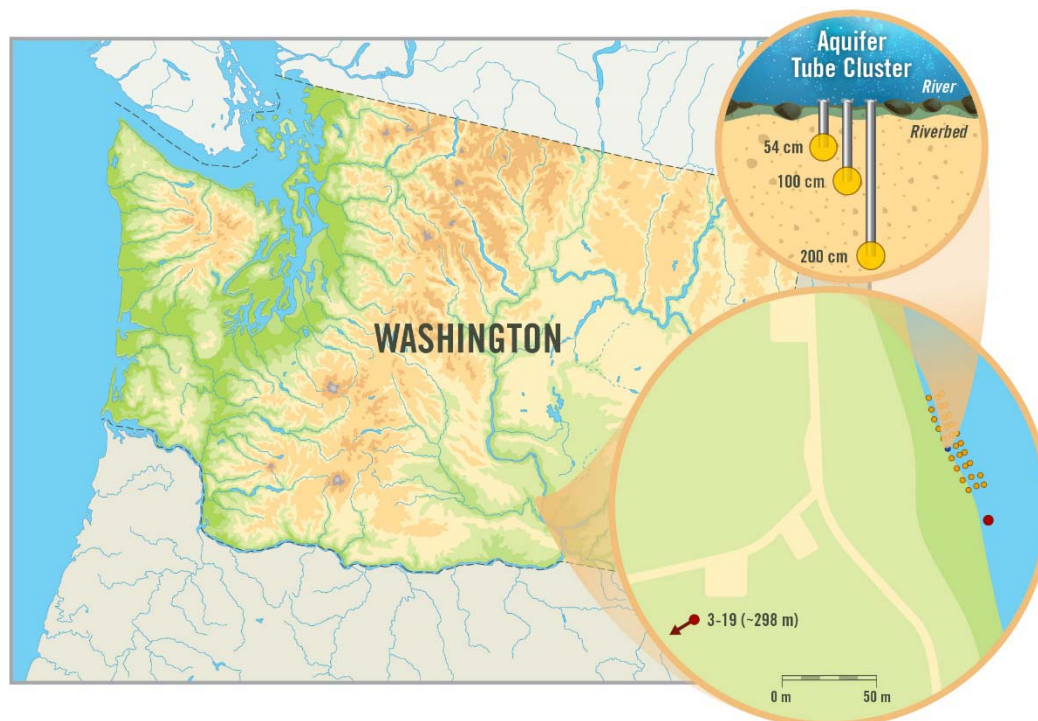 Aquifer
Tube Cluster
River
Riverbed
54 cm
100 cm
200 cm
WASHINGTON
3-19 (~298 m)
0 m
50 m